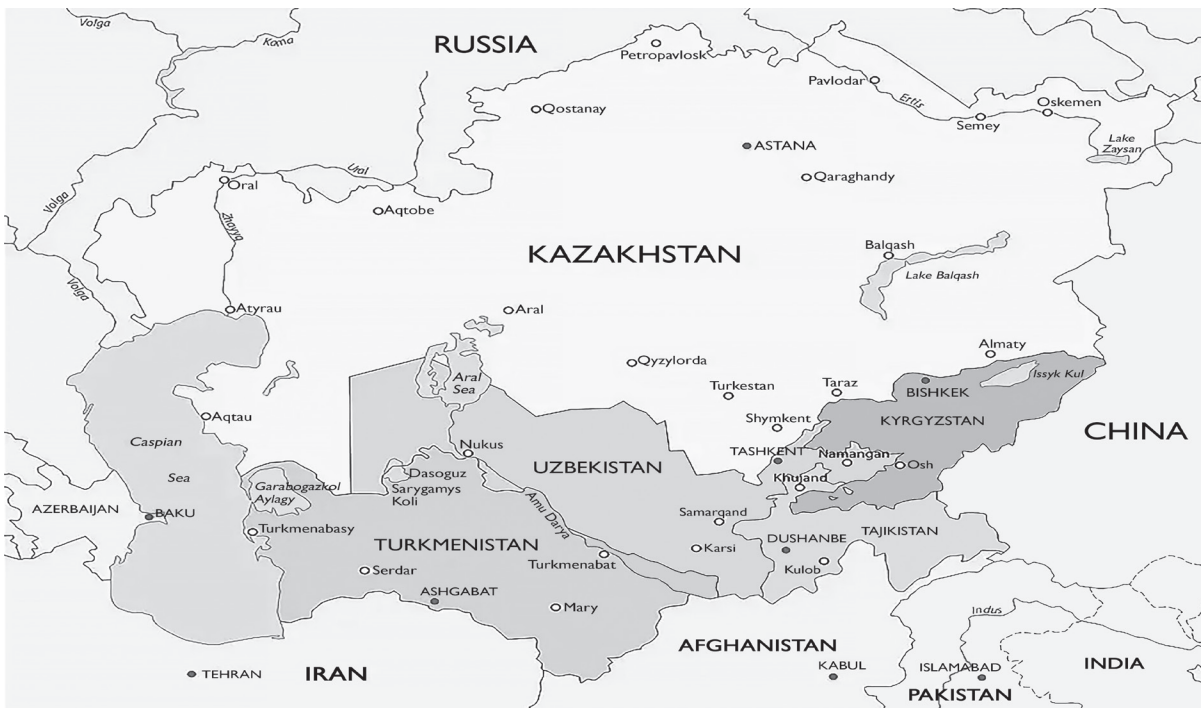 Volga
Kama
RUSSIA
Petropavlosk
Pavlodar
Ertis
Qostanay
Oskemen
Semey
ASTANA
Lake
Zaysan
Ural
Qaraghandy
Oral
Volga
Aqtobe
Zhayya
KAZAKHSTAN
Balqash
Lake Balqash
Volga
Atyrau
Aral
Almaty
Qyzylorda
Issyk Kul
Aral
Sea
Turkestan
Taraz
BISHKEK
Aqtau
Shymkent
KYRGYZSTAN
CHINA
Caspian
Sea
Nukus
TASHKENT
Namangan
UZBEKISTAN
Osh
Dasoguz
Khujand
Garabogazkol
Aylagy
Sarygamys
Koli
AZERBAIJAN
BAKU
Amu Darya
Samarqand
Turkmenabasy
TAJIKISTAN
DUSHANBE
TURKMENISTAN
Karsi
Turkmenabat
Kulob
Serdar
ASHGABAT
Mary
Indus
AFGHANISTAN
TEHRAN
IRAN
KABUL
ISLAMABAD
INDIA
PAKISTAN